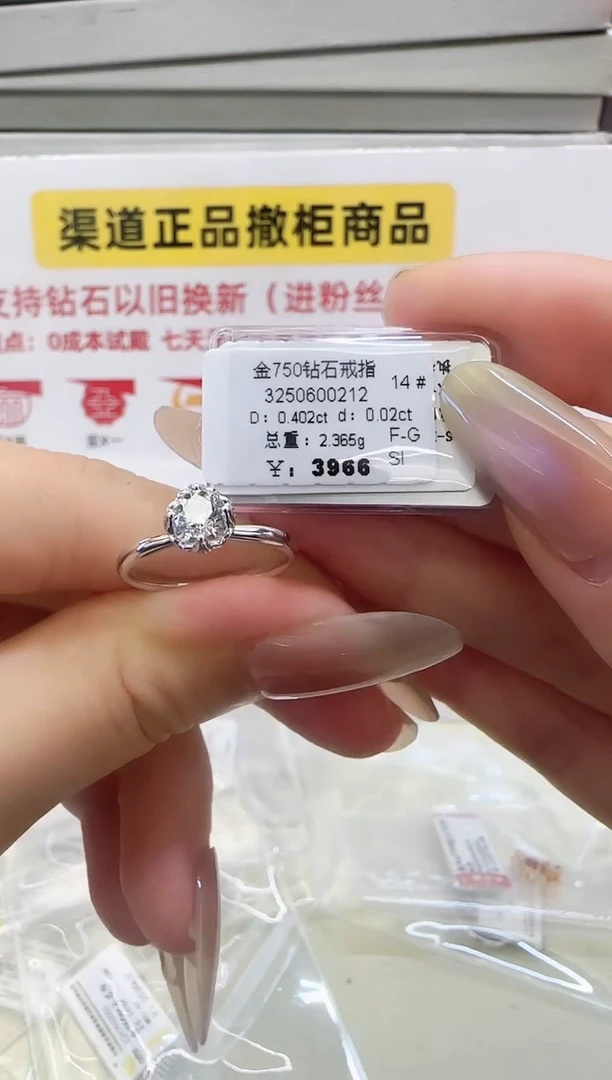 渠道正品撤柜商品
支持钻石以旧换新（进粉丝
点：0成本试戴 七天
金750钻石戒指
3250600212
14#
D: 0.402ct d: 0.02ct
总重: 2.365g
F-G
¥: 3966
SI